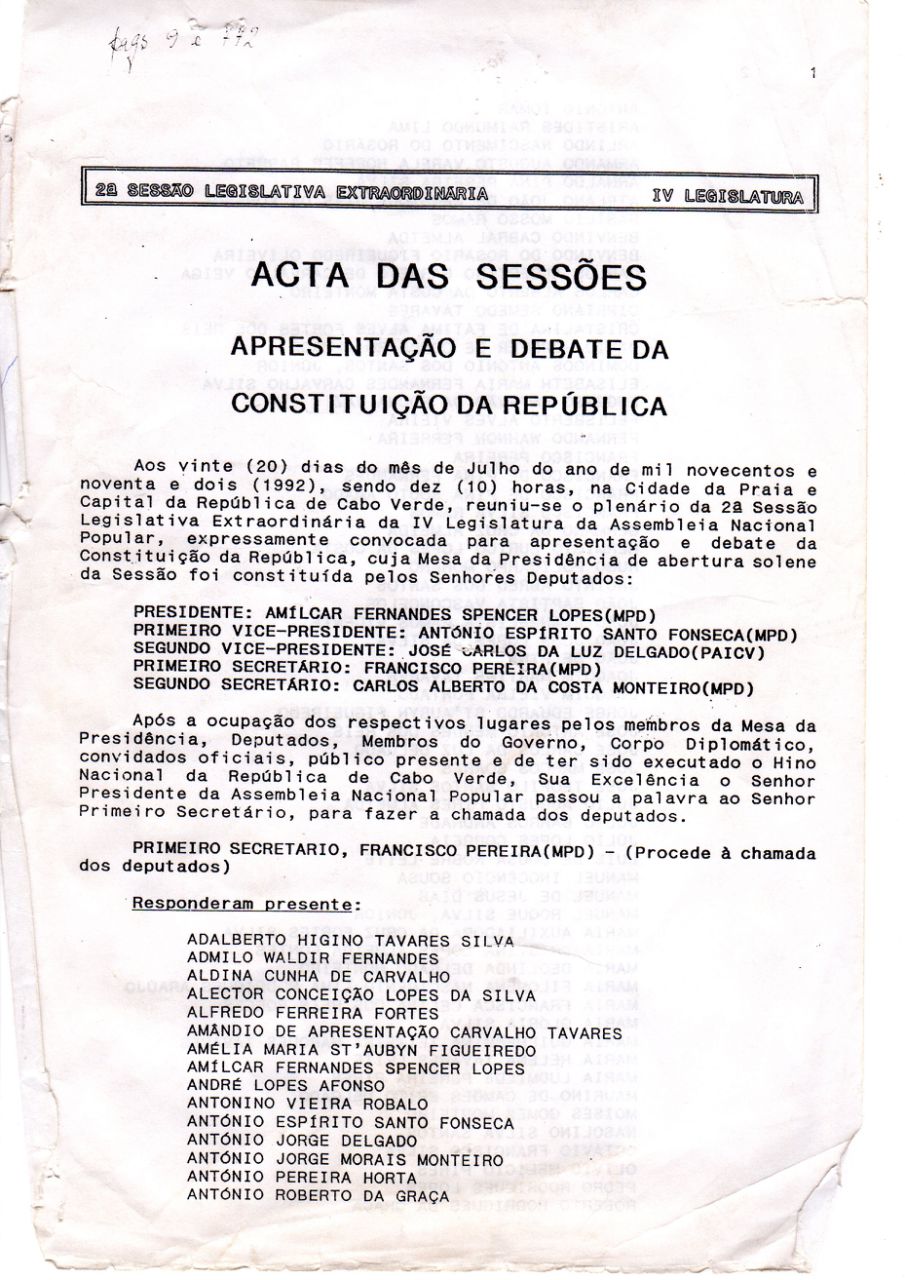 pags 9 e 772
1
2ª SESSÃO LEGISLATIVA EXTRAORDINÁRIA IV LEGISLATURA
ACTA DAS SESSÕES
APRESENTAÇÃO E DEBATE DA
CONSTITUIÇÃO DA REPÚBLICA
Aos vinte (20) dias do mês de Julho do ano de mil novecentos e
noventa e dois (1992), sendo dez (10) horas, na Cidade da Praia e
Capital da República de Cabo Verde, reuniu-se o plenário da 2ª Sessão
Legislativa Extraordinária da IV Legislatura da Assembleia Nacional
Popular, expressamente convocada para apresentação e debate da
Constituição da República, cuja Mesa da Presidência de abertura solene
da Sessão foi constituída pelos Senhores Deputados:
PRESIDENTE: AMÍLCAR FERNANDES SPENCER LOPES(MPD)
PRIMEIRO VICE-PRESIDENTE: ANTÓNIO ESPÍRITO SANTO FONSECA(MPD)
SEGUNDO VICE-PRESIDENTE: JOSÉ CARLOS DA LUZ DELGADO(PAICV)
PRIMEIRO SECRETÁRIO: FRANCISCO PEREIRA(MPD)
SEGUNDO SECRETÁRIO: CARLOS ALBERTO DA COSTA MONTEIRO(MPD)
Após a ocupação dos respectivos lugares pelos membros da Mesa da
Presidência, Deputados, Membros do Governo, Corpo Diplomático,
convidados oficiais, público presente e de ter sido executado o Hino
Nacional da República de Cabo Verde, Sua Excelência o Senhor
Presidente da Assembleia Nacional Popular passou a palavra ao Senhor
Primeiro Secretário, para fazer a chamada dos deputados.
PRIMEIRO SECRETARIO, FRANCISCO PEREIRA(MPD) - (Procede à chamada
dos deputados)
Responderam presente:
ADALBERTO HIGINO TAVARES SILVA
ADMILO WALDIR FERNANDES
ALDINA CUNHA DE CARVALHO
ALECTOR CONCEIÇÃO LOPES DA SILVA
ALFREDO FERREIRA FORTES
AMÂNDIO DE APRESENTAÇÃO CARVALHO TAVARES
AMÉLIA MARIA ST'AUBYN FIGUEIREDO
AMÍLCAR FERNANDES SPENCER LOPES
ANDRÉ LOPES AFONSO
ANTONINO VIEIRA ROBALO
ANTÓNIO ESPÍRITO SANTO FONSECA
ANTÓNIO JORGE DELGADO
ANTÓNIO JORGE MORAIS MONTEIRO
ANTÓNIO PEREIRA HORTA
ANTÓNIO ROBERTO DA GRAÇA